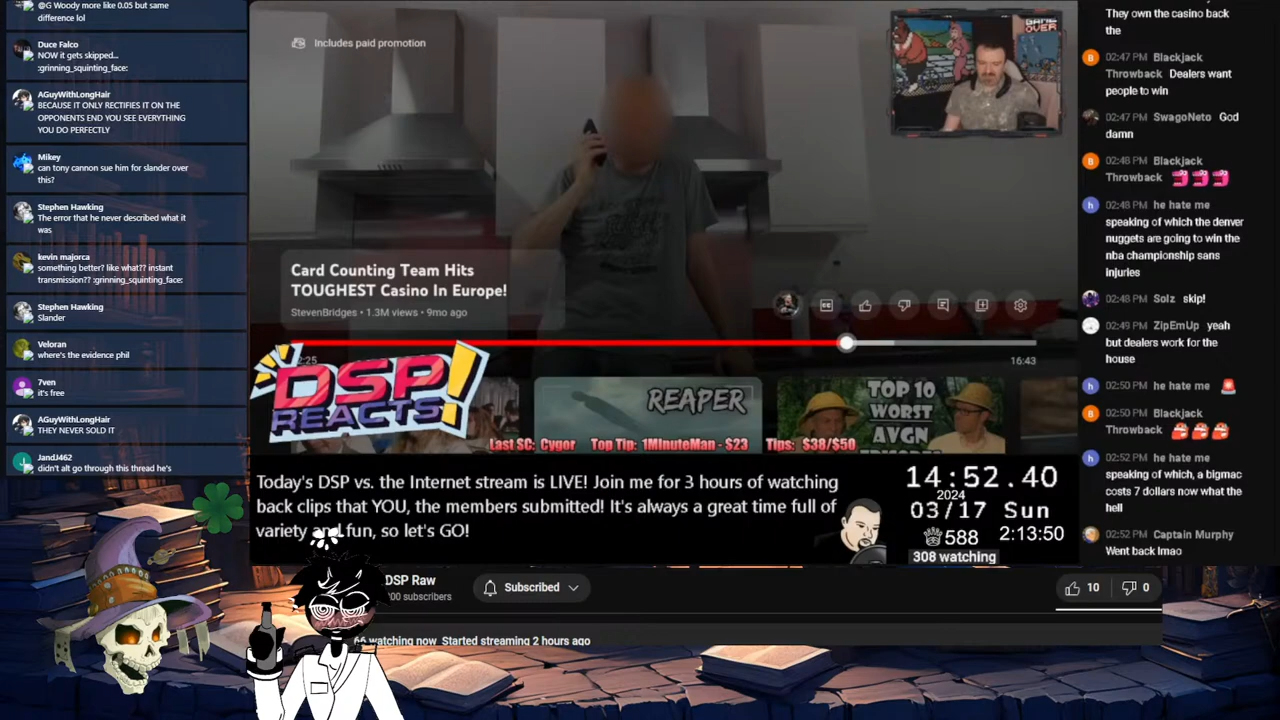 @G Woody more like 0.05 but same
difference lol
Duce Falco
NOW it gets skipped...
:grinning_squinting_face:
AGuyWithLongHair
BECAUSE IT ONLY RECTIFIES IT ON THE
OPPONENTS END YOU SEE EVERYTHING
YOU DO PERFECTLY
Mikey
can tony cannon sue him for slander over
this?
Stephen Hawking
The error that he never described what it
was
kevin majorca
something better? like what?? instant
transmission?? :grinning_squinting_face:
Stephen Hawking
Slander
Veloran
where's the evidence phil
7ven
it's free
AGuyWithLongHair
THEY NEVER SOLD IT
JandJ462
didn't alt go through this thread he's
Includes paid promotion
GAME
OVER
Card Counting Team Hits
TOUGHEST Casino In Europe!
StevenBridges • 1.3M views • 9mo ago
CC
2:25
16:43
DSP
REACTS!
REAPER
TOP 10
WORST
AVGN
Last SC: Cygor Top Tip: 1MinuteMan - $23 Tips: $38/$50
Today's DSP vs. the Internet stream is LIVE! Join me for 3 hours of watching
back clips that YOU, the members submitted! It's always a great time full of
variety and fun, so let's GO!
14:52.40
2024
03/17 Sun
588 2:13:50
308 watching
DSP Raw
00 subscribers
Subscribed
10
0
66 watching now Started streaming 2 hours ago
They own the casino back
the
02:47 PM Blackjack
Throwback Dealers want
people to win
02:47 PM SwagoNeto God
damn
02:48 PM Blackjack
Throwback
02:48 PM he hate me
speaking of which the denver
nuggets are going to win the
nba championship sans
injuries
02:48 PM Solz skip!
02:49 PM ZipEmUp yeah
but dealers work for the
house
02:50 PM he hate me
02:50 PM Blackjack
Throwback
02:52 PM he hate me
speaking of which, a bigmac
costs 7 dollars now what the
hell
02:52 PM Captain Murphy
Went back lmao